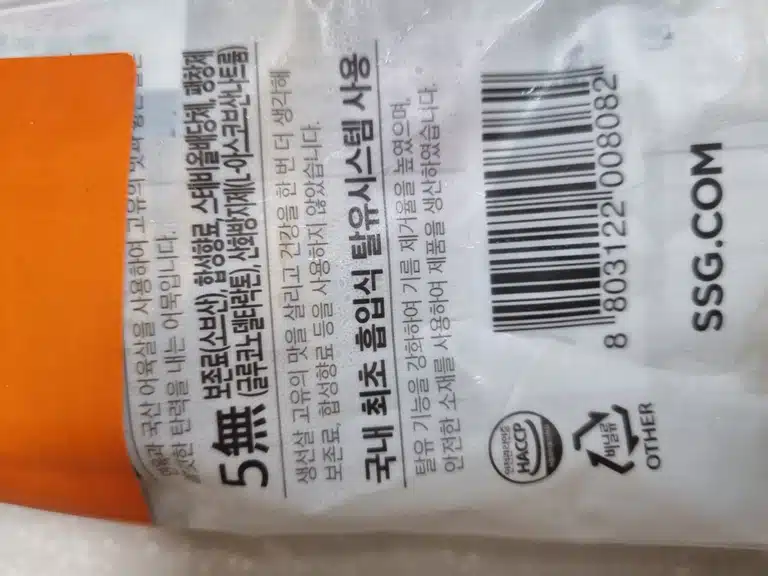 국산 어육살을 사용하여 고유의
탄력을 내는 어묵입니다.
5無 보존료(소브산), 합성향료, 스테비올배당체, 팽창제
(글루코노델타락톤), 산화방지제(L-아스코브산나트륨)
생선살 고유의 맛을 살리고 건강을 한 번 더 생각해
보존료, 합성향료 등을 사용하지 않았습니다.
국내 최초 흡입식 탈유시스템 사용
탈유 기능을 강화하여 기름 제거율을 높였으며,
안전한 소재를 사용하여 제품을 생산하였습니다.
HACCP
비닐류
OTHER
8 803122 008082
SSG.COM